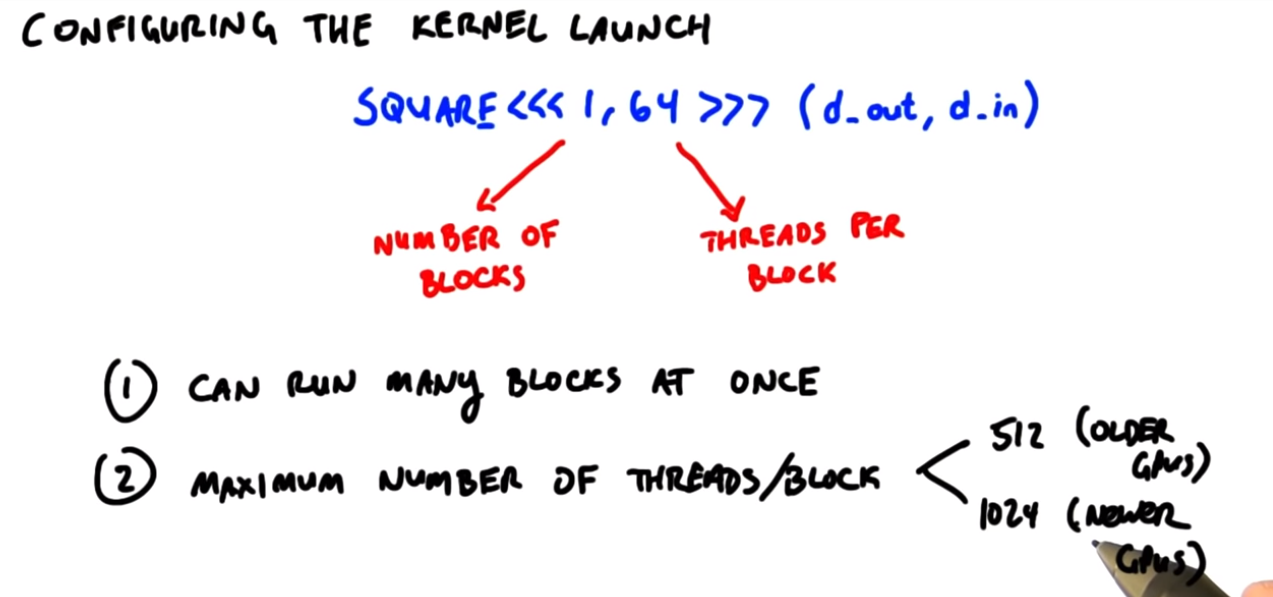 CONFIGURING THE KERNEL LAUNCH
SQUARE<<< 1, 64 >>> (d_out, d_in)
NUMBER OF
BLOCKS
THREADS PER
BLOCK
① CAN RUN MANY BLOCKS AT ONCE
② MAXIMUM NUMBER OF THREADS/BLOCK
512 (OLDER
GPUs)
1024 (NEWER
GPUs)